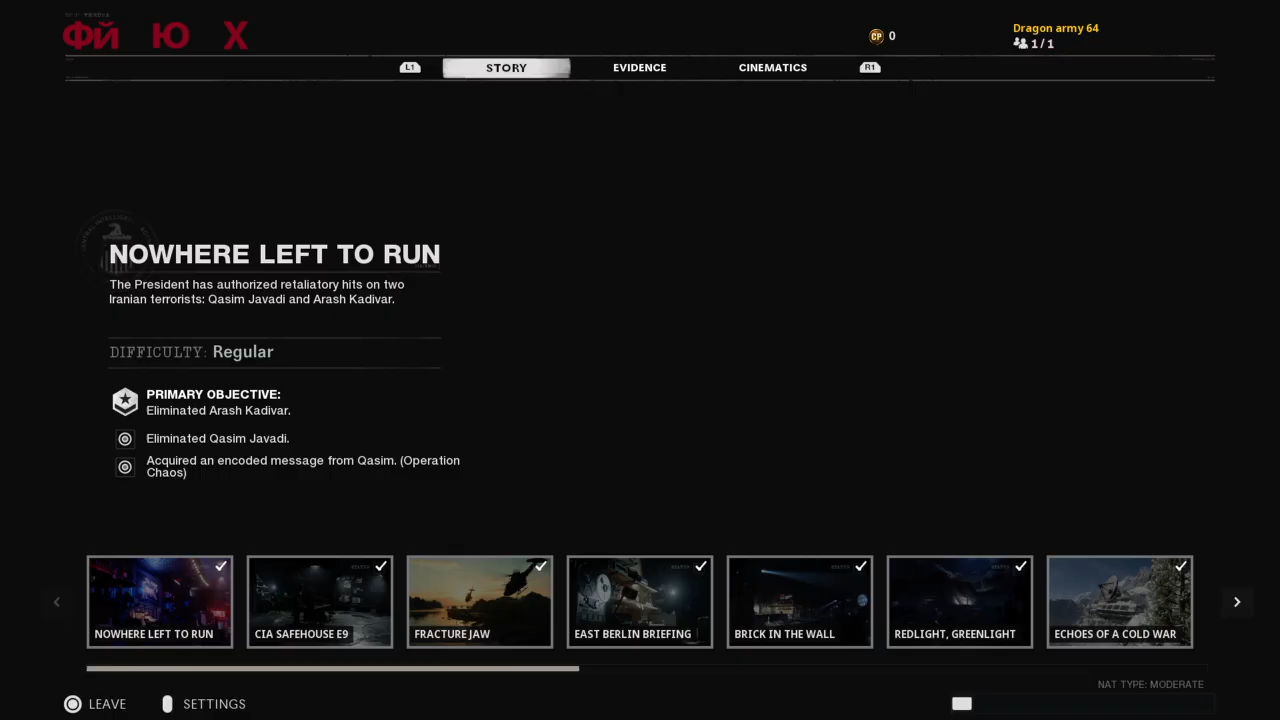 ФЙ Ю Х
CP 0
Dragon army 64
1 / 1
L1 STORY EVIDENCE CINEMATICS R1
NOWHERE LEFT TO RUN
The President has authorized retaliatory hits on two
Iranian terrorists: Qasim Javadi and Arash Kadivar.
DIFFICULTY: Regular
PRIMARY OBJECTIVE:
Eliminated Arash Kadivar.
Eliminated Qasim Javadi.
Acquired an encoded message from Qasim. (Operation
Chaos)
NOWHERE LEFT TO RUN
CIA SAFEHOUSE E9
FRACTURE JAW
EAST BERLIN BRIEFING
BRICK IN THE WALL
REDLIGHT, GREENLIGHT
ECHOES OF A COLD WAR
NAT TYPE: MODERATE
LEAVE SETTINGS